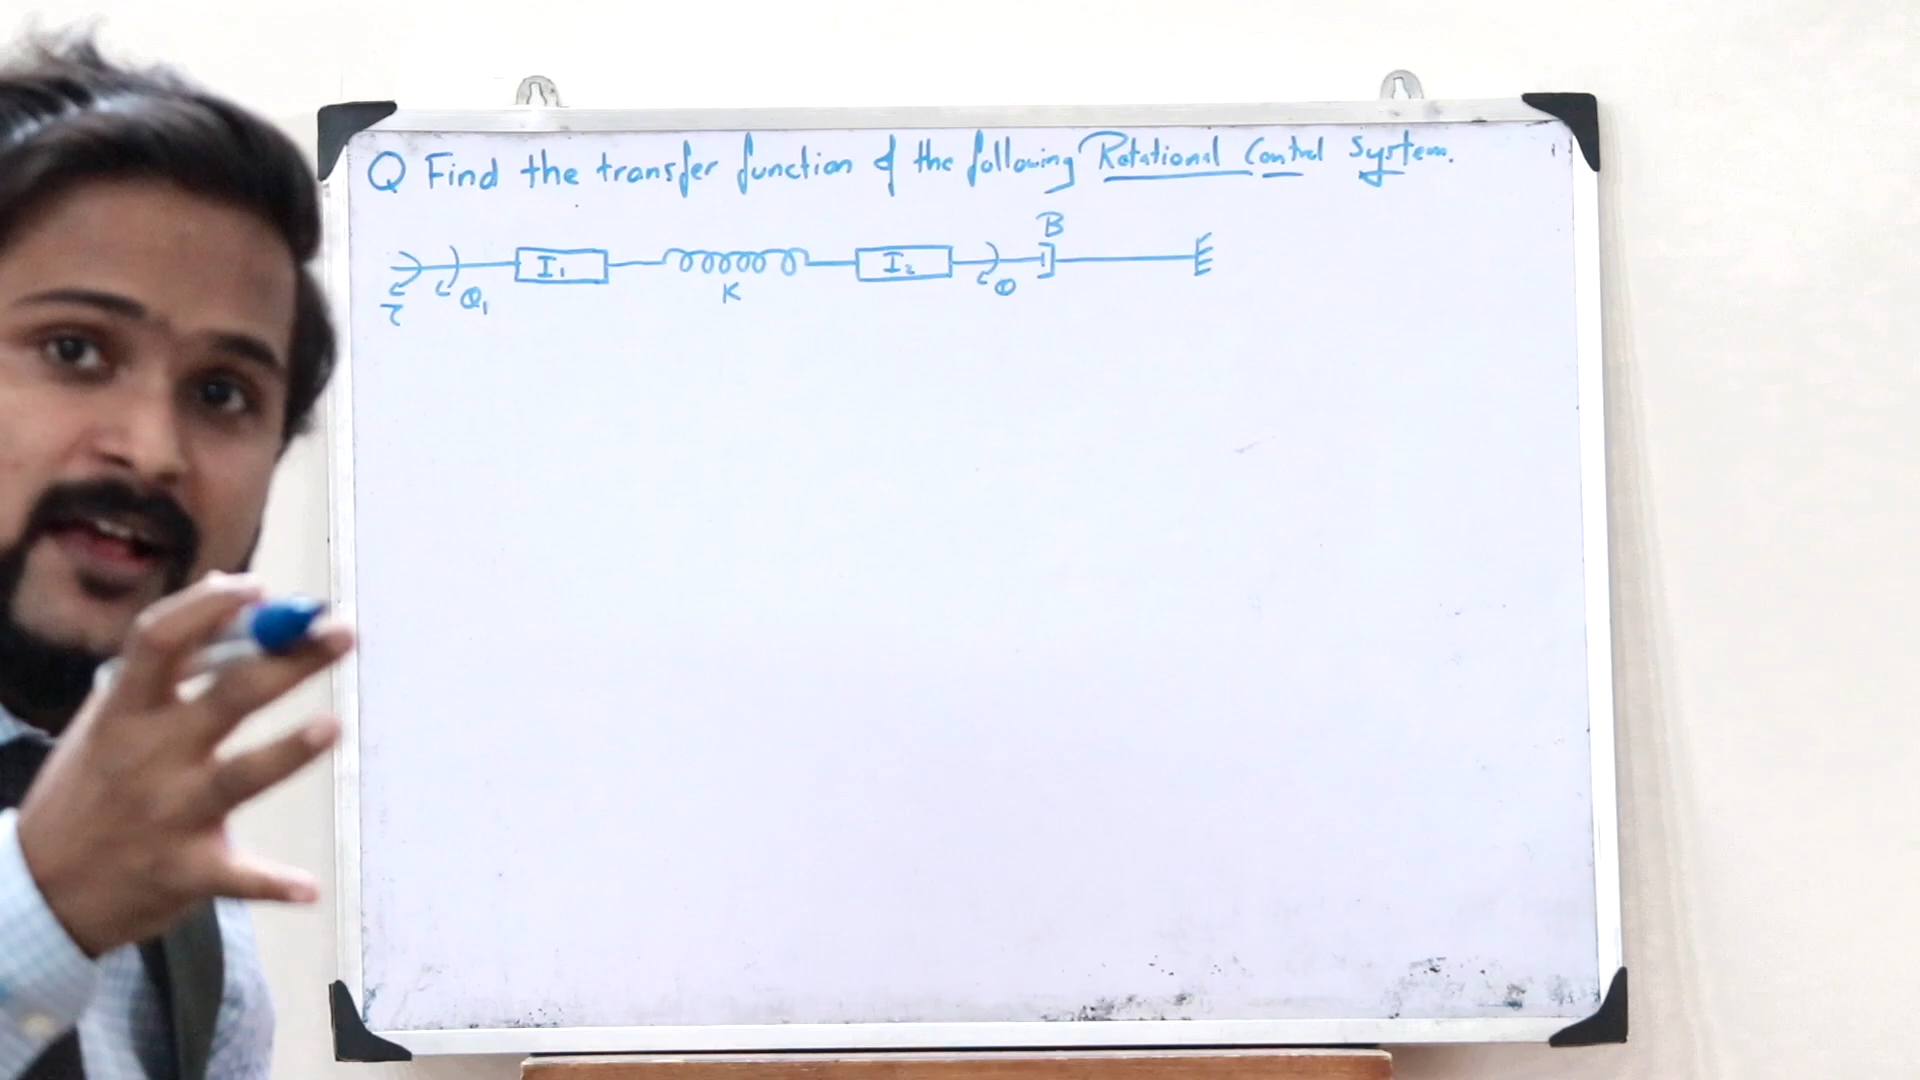 Q Find the transfer function of the following Rotational Control System.
B
I₁ I₂
τ θ₁ K θ